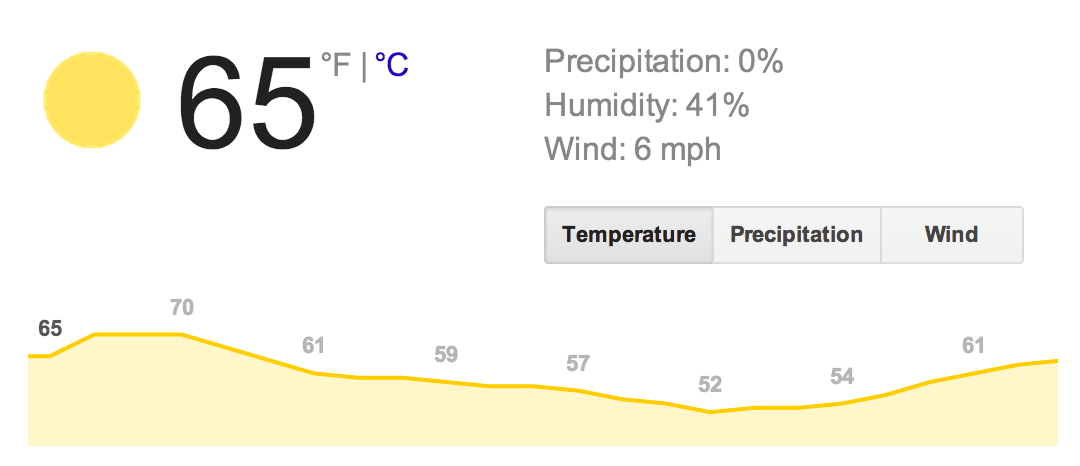 65 °F | °C
Precipitation: 0%
Humidity: 41%
Wind: 6 mph
Temperature Precipitation Wind
65 70 61 59 57 52 54 61